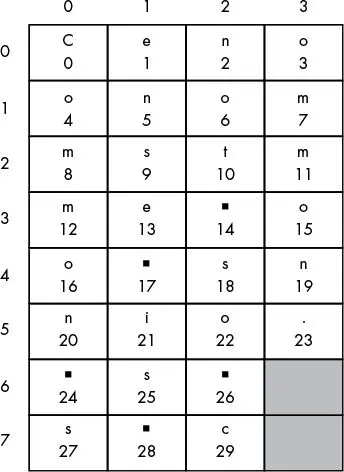 0 1 2 3
0 C e n o
0 1 2 3
1 o n o m
4 5 6 7
2 m s t m
8 9 10 11
3 m e ■ o
12 13 14 15
4 o ■ s n
16 17 18 19
5 n i o .
20 21 22 23
6 ■ s ■
24 25 26
7 s ■ c
27 28 29